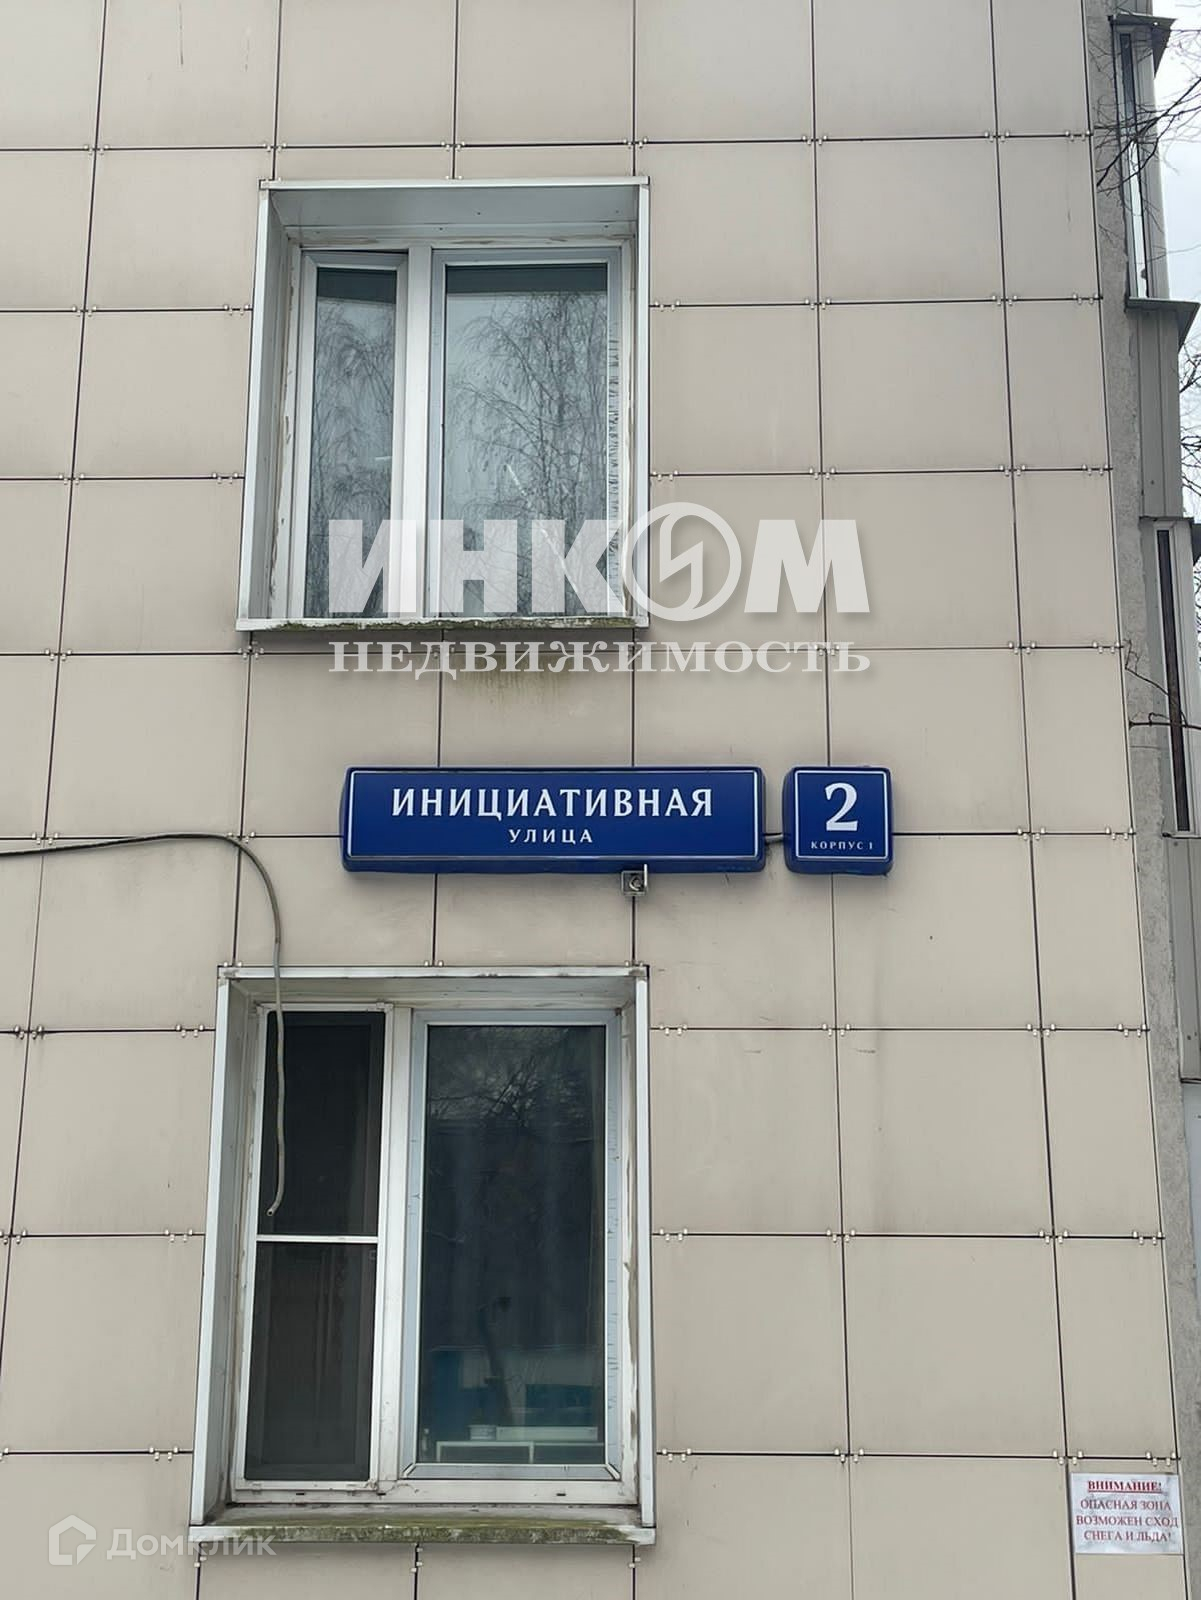 ИНКОМ
НЕДВИЖИМОСТЬ
ИНИЦИАТИВНАЯ
УЛИЦА
2
КОРПУС 1
ВНИМАНИЕ!
ОПАСНАЯ ЗОНА
ВОЗМОЖЕН СХОД
СНЕГА И ЛЬДА!
Домклик